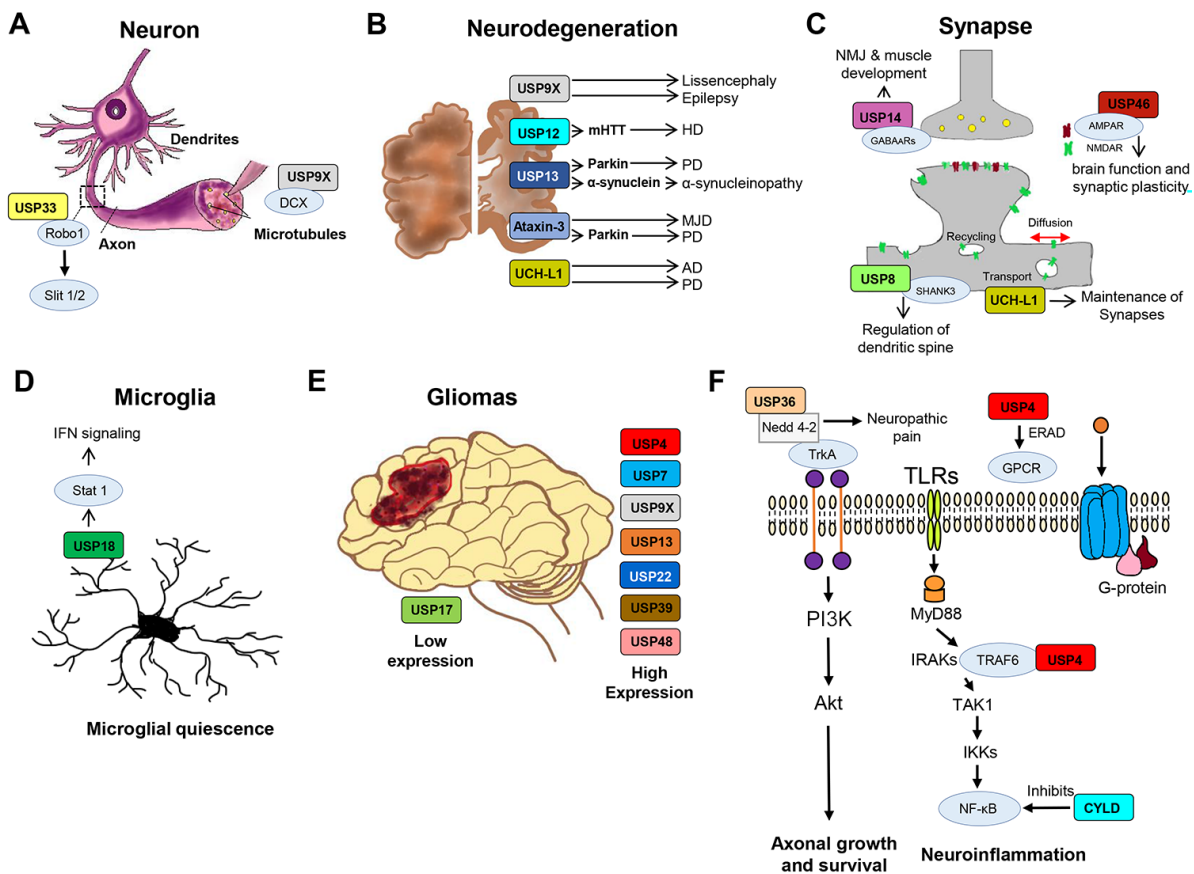 A
Neuron
Dendrites
USP9X
DCX
USP33
Robo1
Axon
Microtubules
Slit 1/2
B
Neurodegeneration
USP9X
Lissencephaly
Epilepsy
USP12
mHTT
HD
USP13
Parkin
PD
α-synuclein
α-synucleinopathy
Ataxin-3
MJD
Parkin
PD
UCH-L1
AD
PD
C
Synapse
NMJ & muscle
development
USP14
GABAARs
USP46
AMPAR
NMDAR
brain function and
synaptic plasticity
Recycling
Diffusion
USP8
SHANK3
Transport
UCH-L1
Maintenance of
Synapses
Regulation of
dendritic spine
D
Microglia
IFN signaling
Stat 1
USP18
Microglial quiescence
E
Gliomas
USP4
USP7
USP9X
USP13
USP22
USP39
USP48
USP17
Low
expression
High
Expression
F
USP36
Nedd 4-2
Neuropathic
pain
TrkA
USP4
ERAD
GPCR
TLRs
G-protein
PI3K
MyD88
IRAKs
TRAF6
USP4
Akt
TAK1
IKKs
NF-κB
Inhibits
CYLD
Axonal growth
and survival
Neuroinflammation